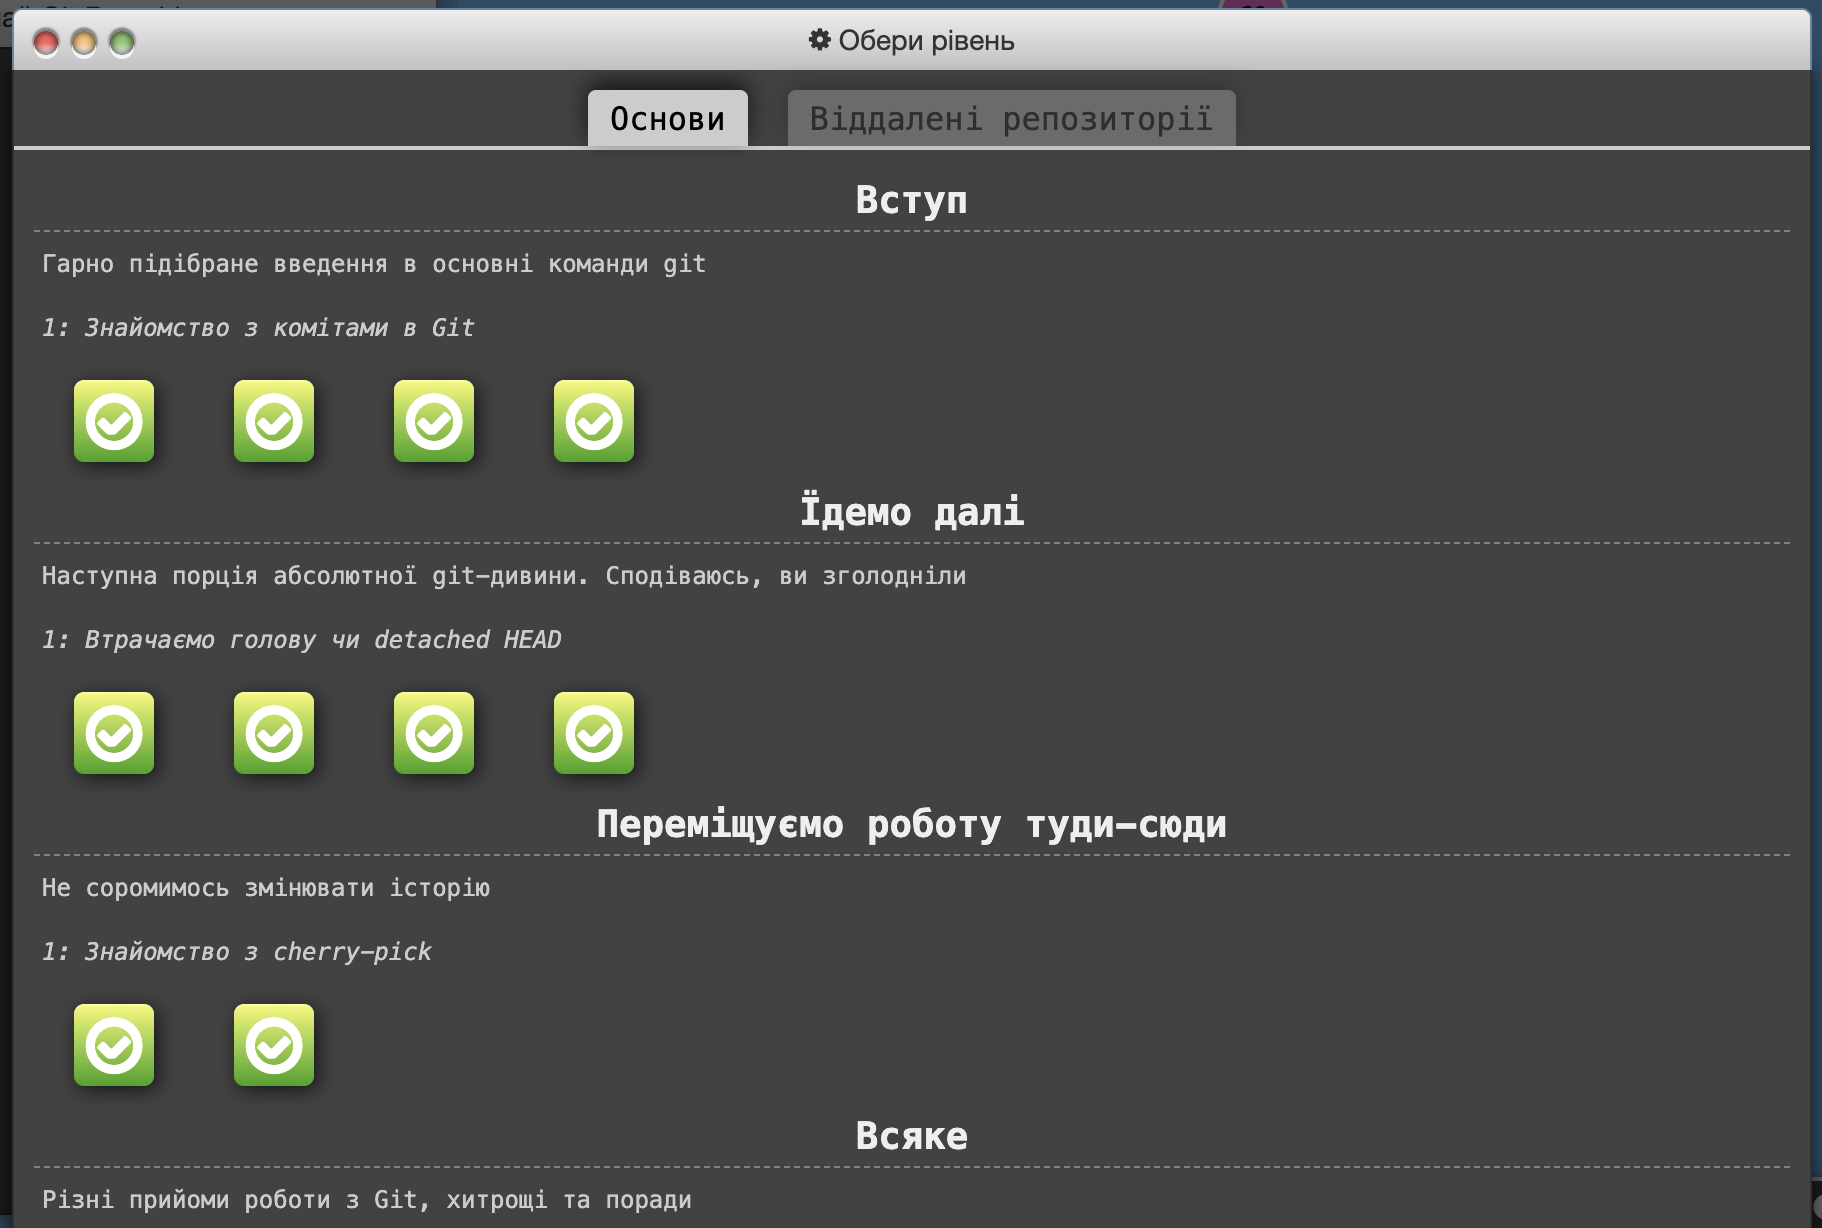 Обери рівень
Основи
Віддалені репозиторії
Вступ
Гарно підібране введення в основні команди git
1: Знайомство з комітами в Git
Їдемо далі
Наступна порція абсолютної git-дивини. Сподіваюсь, ви зголодніли
1: Втрачаємо голову чи detached HEAD
Переміщуємо роботу туди-сюди
Не соромимось змінювати історію
1: Знайомство з cherry-pick
Всяке
Різні прийоми роботи з Git, хитрощі та поради